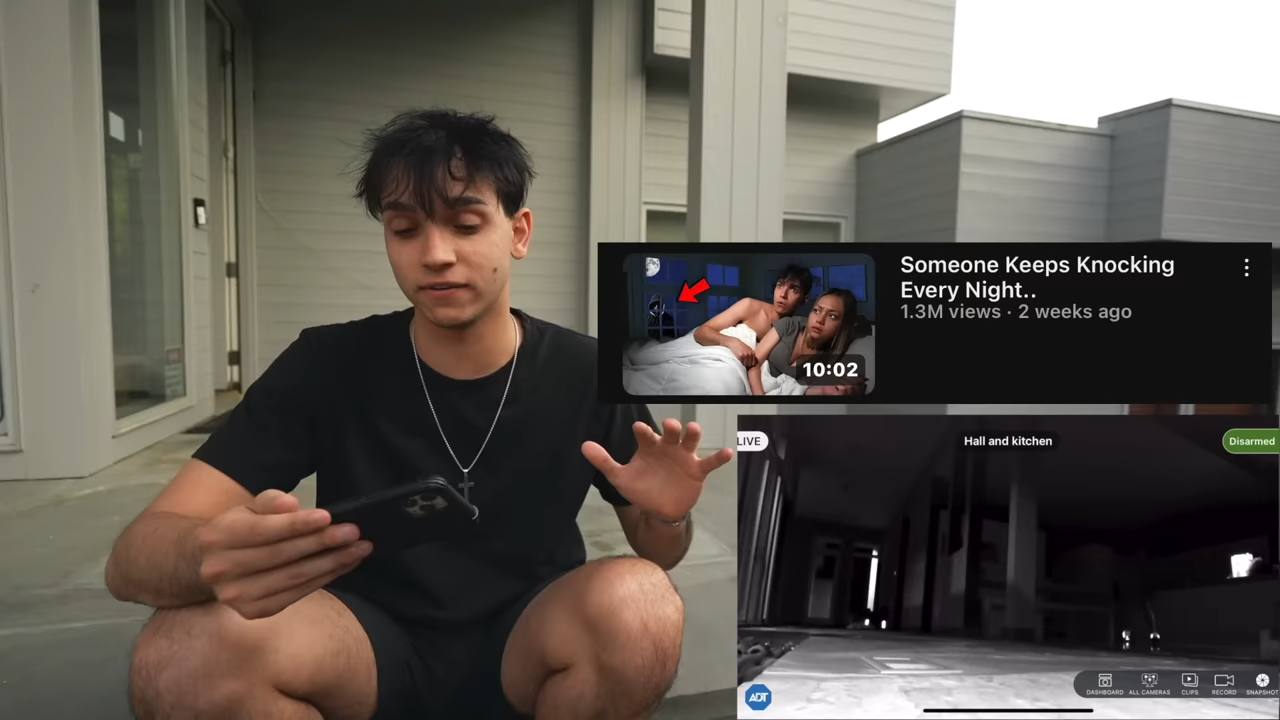 Someone Keeps Knocking
Every Night..
1.3M views · 2 weeks ago
10:02
LIVE
Hall and kitchen
Disarmed
DASHBOARD
ALL CAMERAS
CLIPS
RECORD
SNAPSHOT
ADT